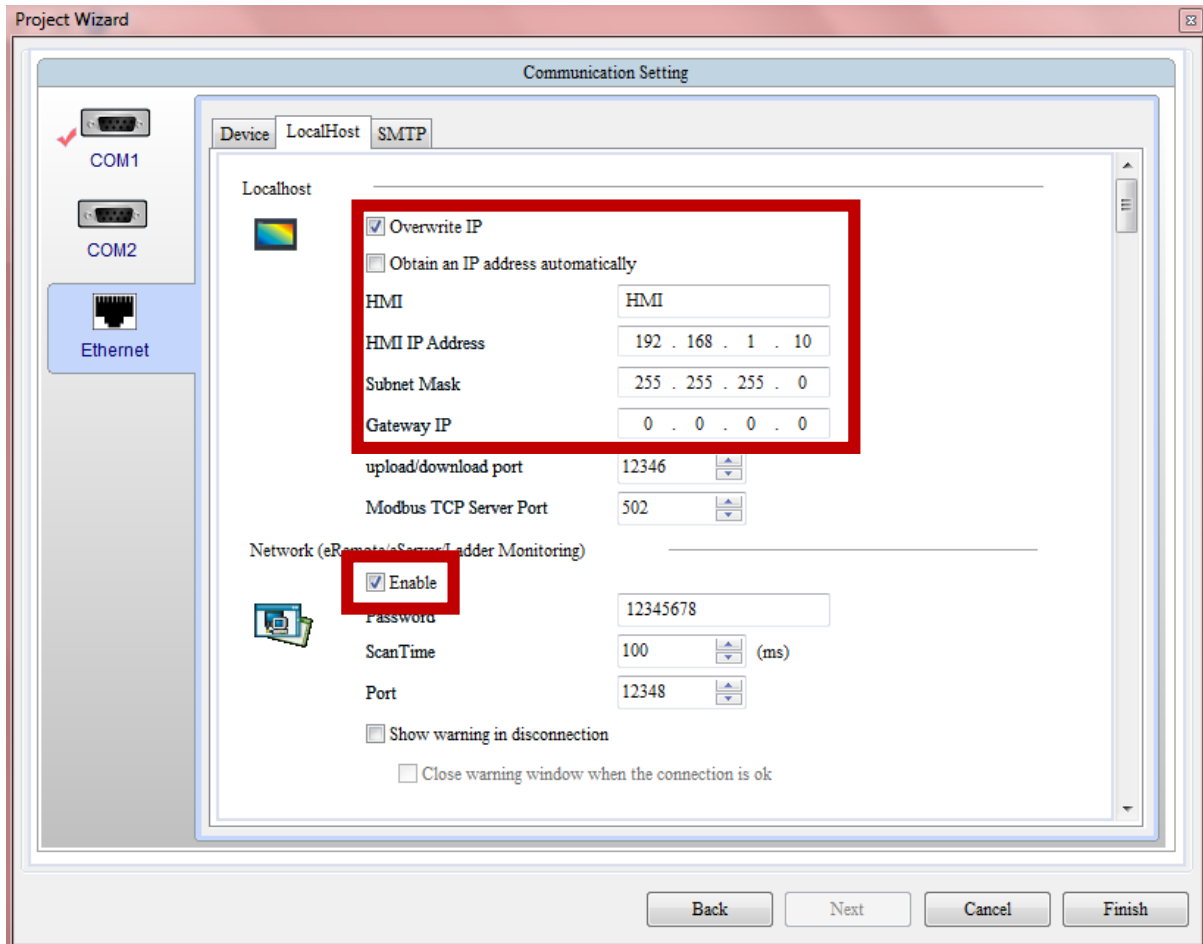 Project Wizard
Communication Setting
COM1
COM2
Ethernet
Device LocalHost SMTP
Localhost
Overwrite IP
Obtain an IP address automatically
HMI HMI
HMI IP Address 192 . 168 . 1 . 10
Subnet Mask 255 . 255 . 255 . 0
Gateway IP 0 . 0 . 0 . 0
upload/download port 12346
Modbus TCP Server Port 502
Network (eRemote/eServer/Ladder Monitoring)
Enable
Password 12345678
ScanTime 100 (ms)
Port 12348
Show warning in disconnection
Close warning window when the connection is ok
Back Next Cancel Finish